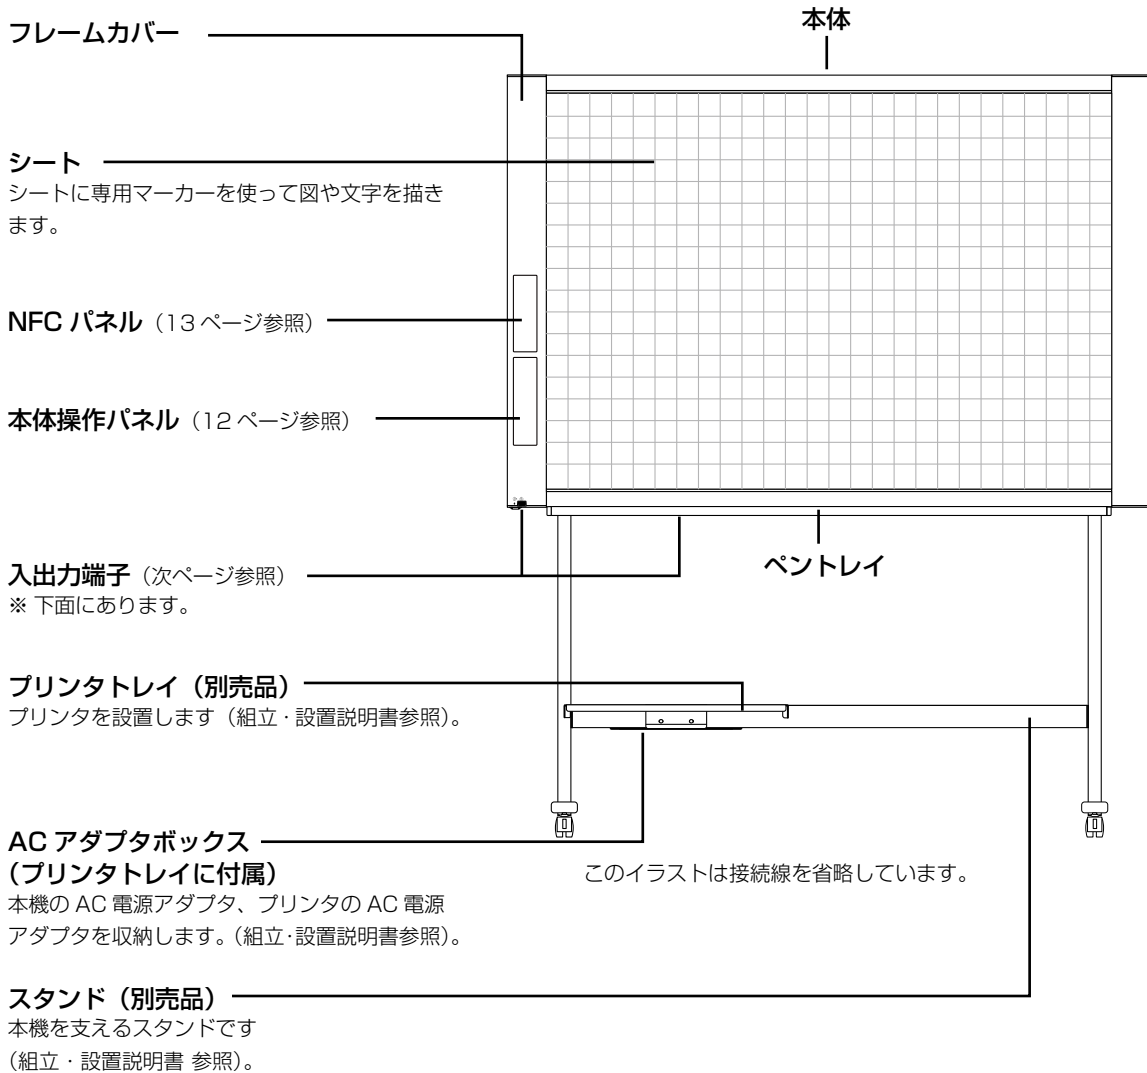 フレームカバー
本体
シート
シートに専用マーカーを使って図や文字を描き
ます。
NFC パネル（13 ページ参照）
本体操作パネル（12 ページ参照）
入出力端子（次ページ参照）
※ 下面にあります。
ペントレイ
プリンタトレイ（別売品）
プリンタを設置します（組立・設置説明書参照）。
AC アダプタボックス
（プリンタトレイに付属）
本機の AC 電源アダプタ、プリンタの AC 電源
アダプタを収納します。（組立・設置説明書参照）。
このイラストは接続線を省略しています。
スタンド（別売品）
本機を支えるスタンドです
（組立・設置説明書 参照）。